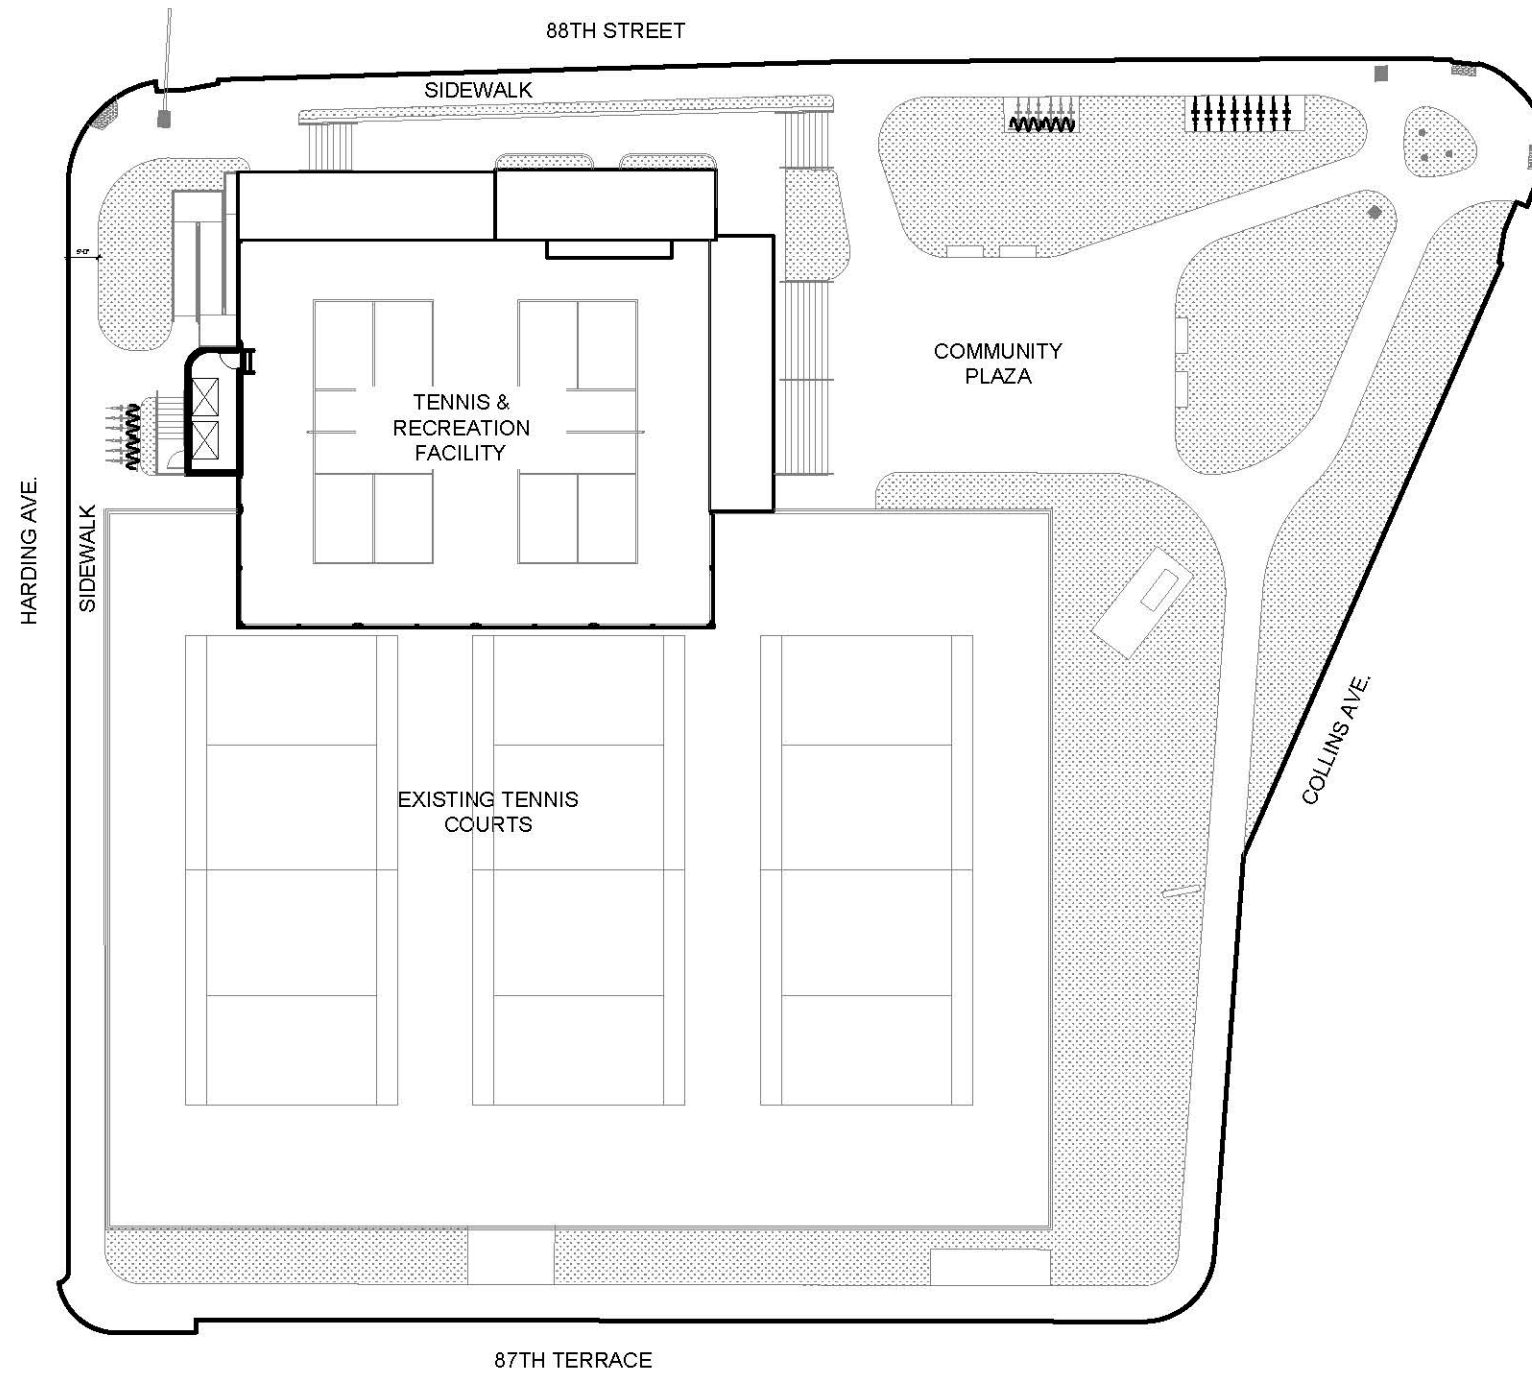 88TH STREET
SIDEWALK
COMMUNITY
PLAZA
TENNIS &
RECREATION
FACILITY
HARDING AVE.
SIDEWALK
COLLINS AVE.
EXISTING TENNIS
COURTS
87TH TERRACE